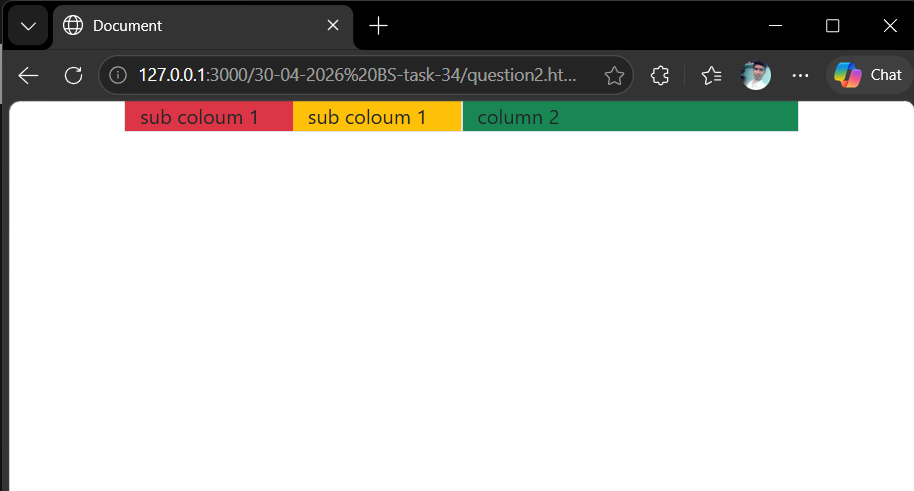 Document
127.0.0.1:3000/30-04-2026%20BS-task-34/question2.ht...
Chat
sub coloum 1 sub coloum 1 column 2